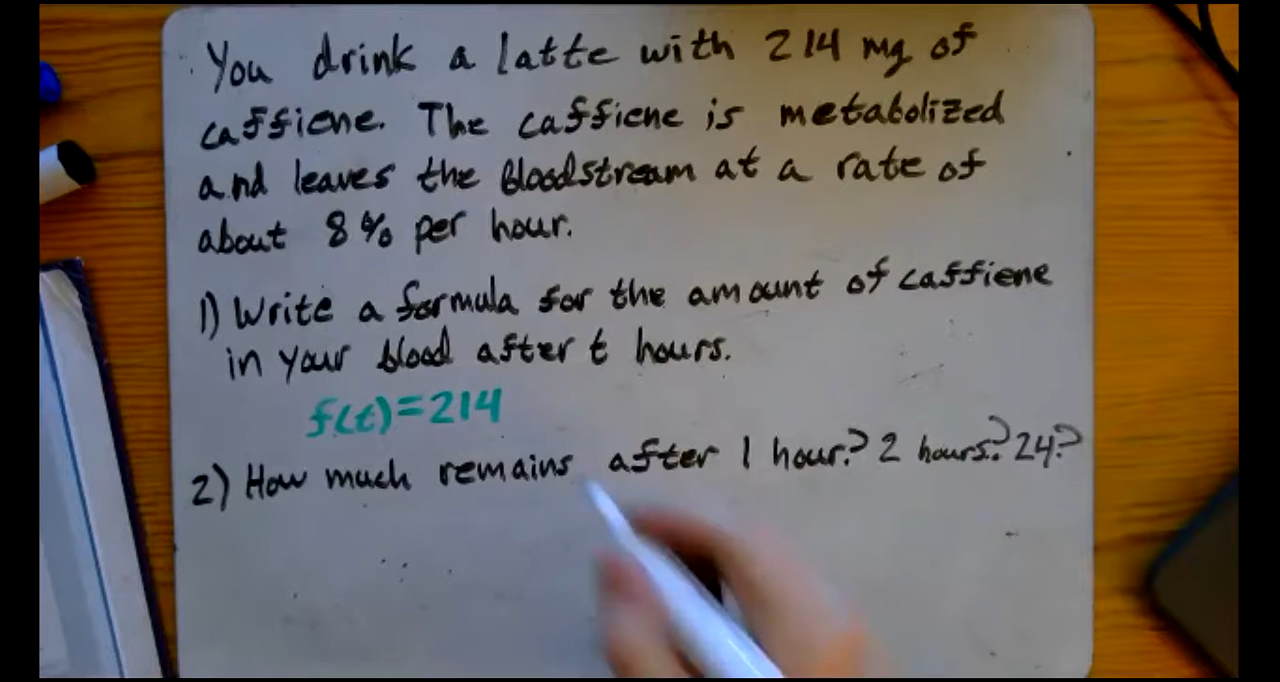 You drink a latte with 214 mg of
caffiene. The caffiene is metabolized
and leaves the Bloodstream at a rate of
about 8% per hour.
1) Write a formula for the amount of caffiene
in your blood after t hours.
f(t)=214
2) How much remains after 1 hour? 2 hours? 24?